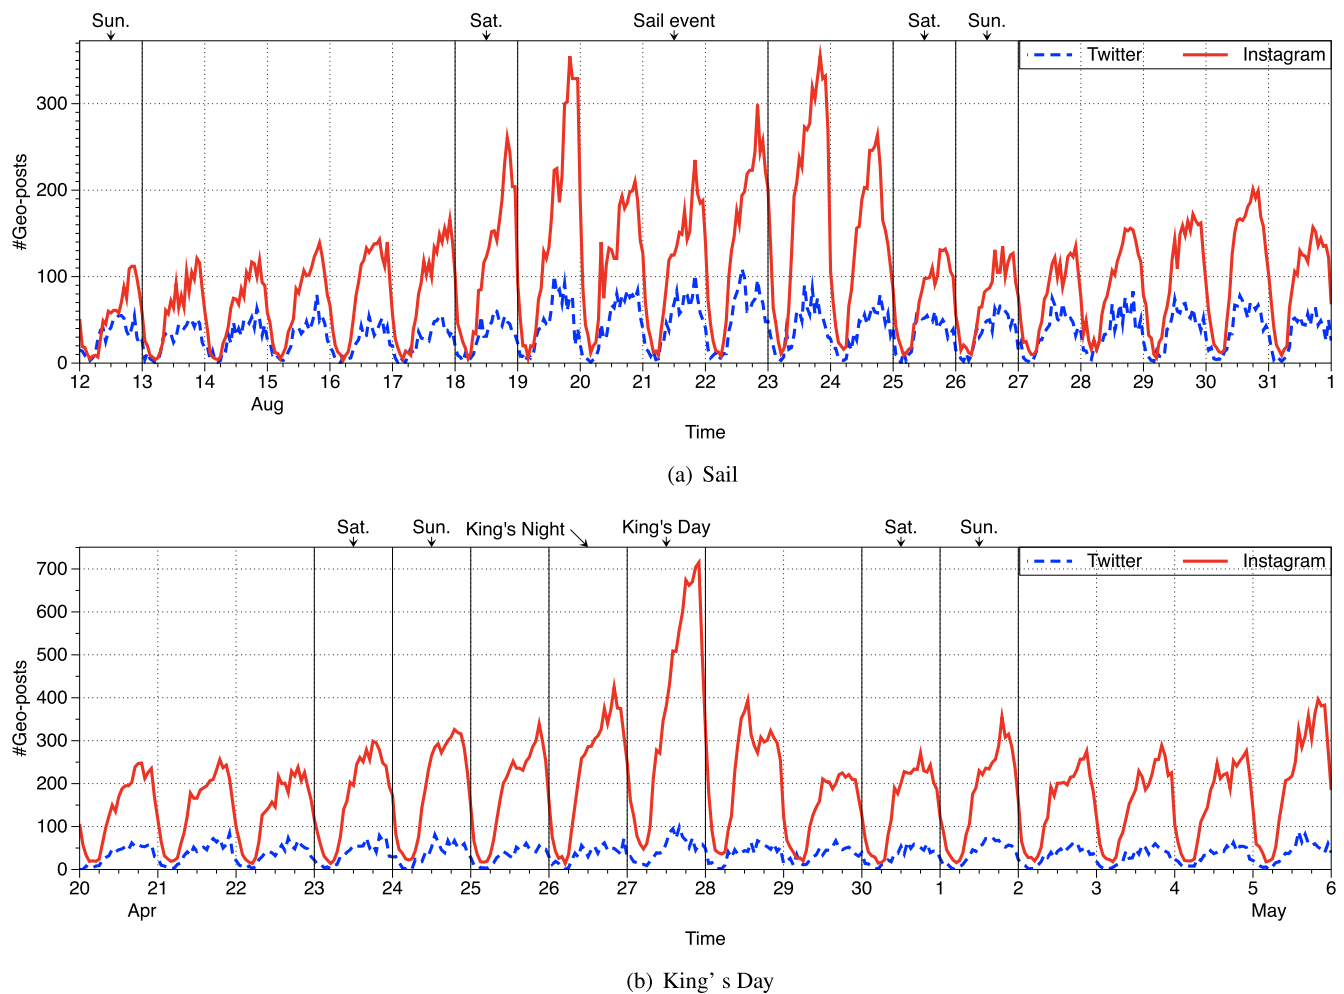 Sun. Sat. Sail event Sat. Sun.
Twitter Instagram
#Geo-posts
300
200
100
0
12 13 14 15 16 17 18 19 20 21 22 23 24 25 26 27 28 29 30 31 1
Aug
Time
(a) Sail
Sat. Sun. King's Night King's Day Sat. Sun.
Twitter Instagram
#Geo-posts
700
600
500
400
300
200
100
0
20 21 22 23 24 25 26 27 28 29 30 1 2 3 4 5 6
Apr May
Time
(b) King' s Day